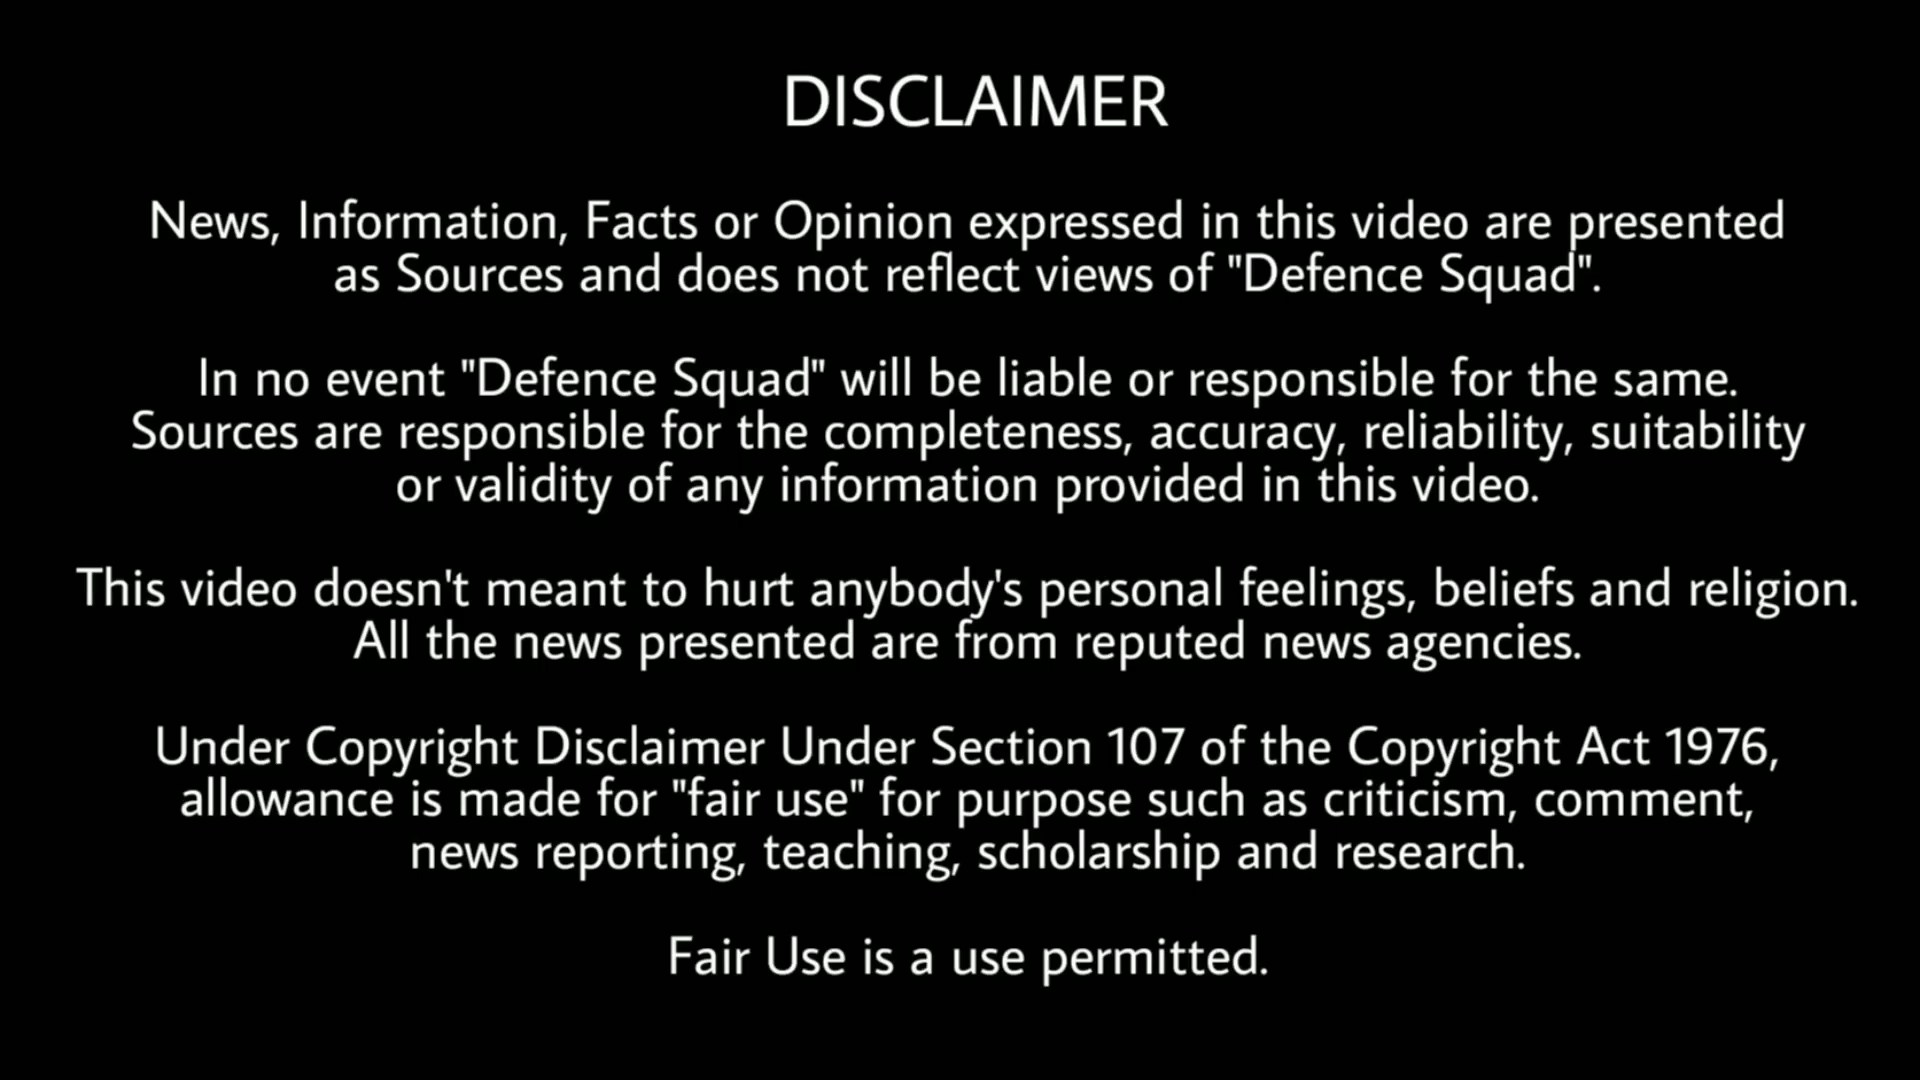 DISCLAIMER
News, Information, Facts or Opinion expressed in this video are presented
as Sources and does not reflect views of "Defence Squad".
In no event "Defence Squad" will be liable or responsible for the same.
Sources are responsible for the completeness, accuracy, reliability, suitability
or validity of any information provided in this video.
This video doesn't meant to hurt anybody's personal feelings, beliefs and religion.
All the news presented are from reputed news agencies.
Under Copyright Disclaimer Under Section 107 of the Copyright Act 1976,
allowance is made for "fair use" for purpose such as criticism, comment,
news reporting, teaching, scholarship and research.
Fair Use is a use permitted.